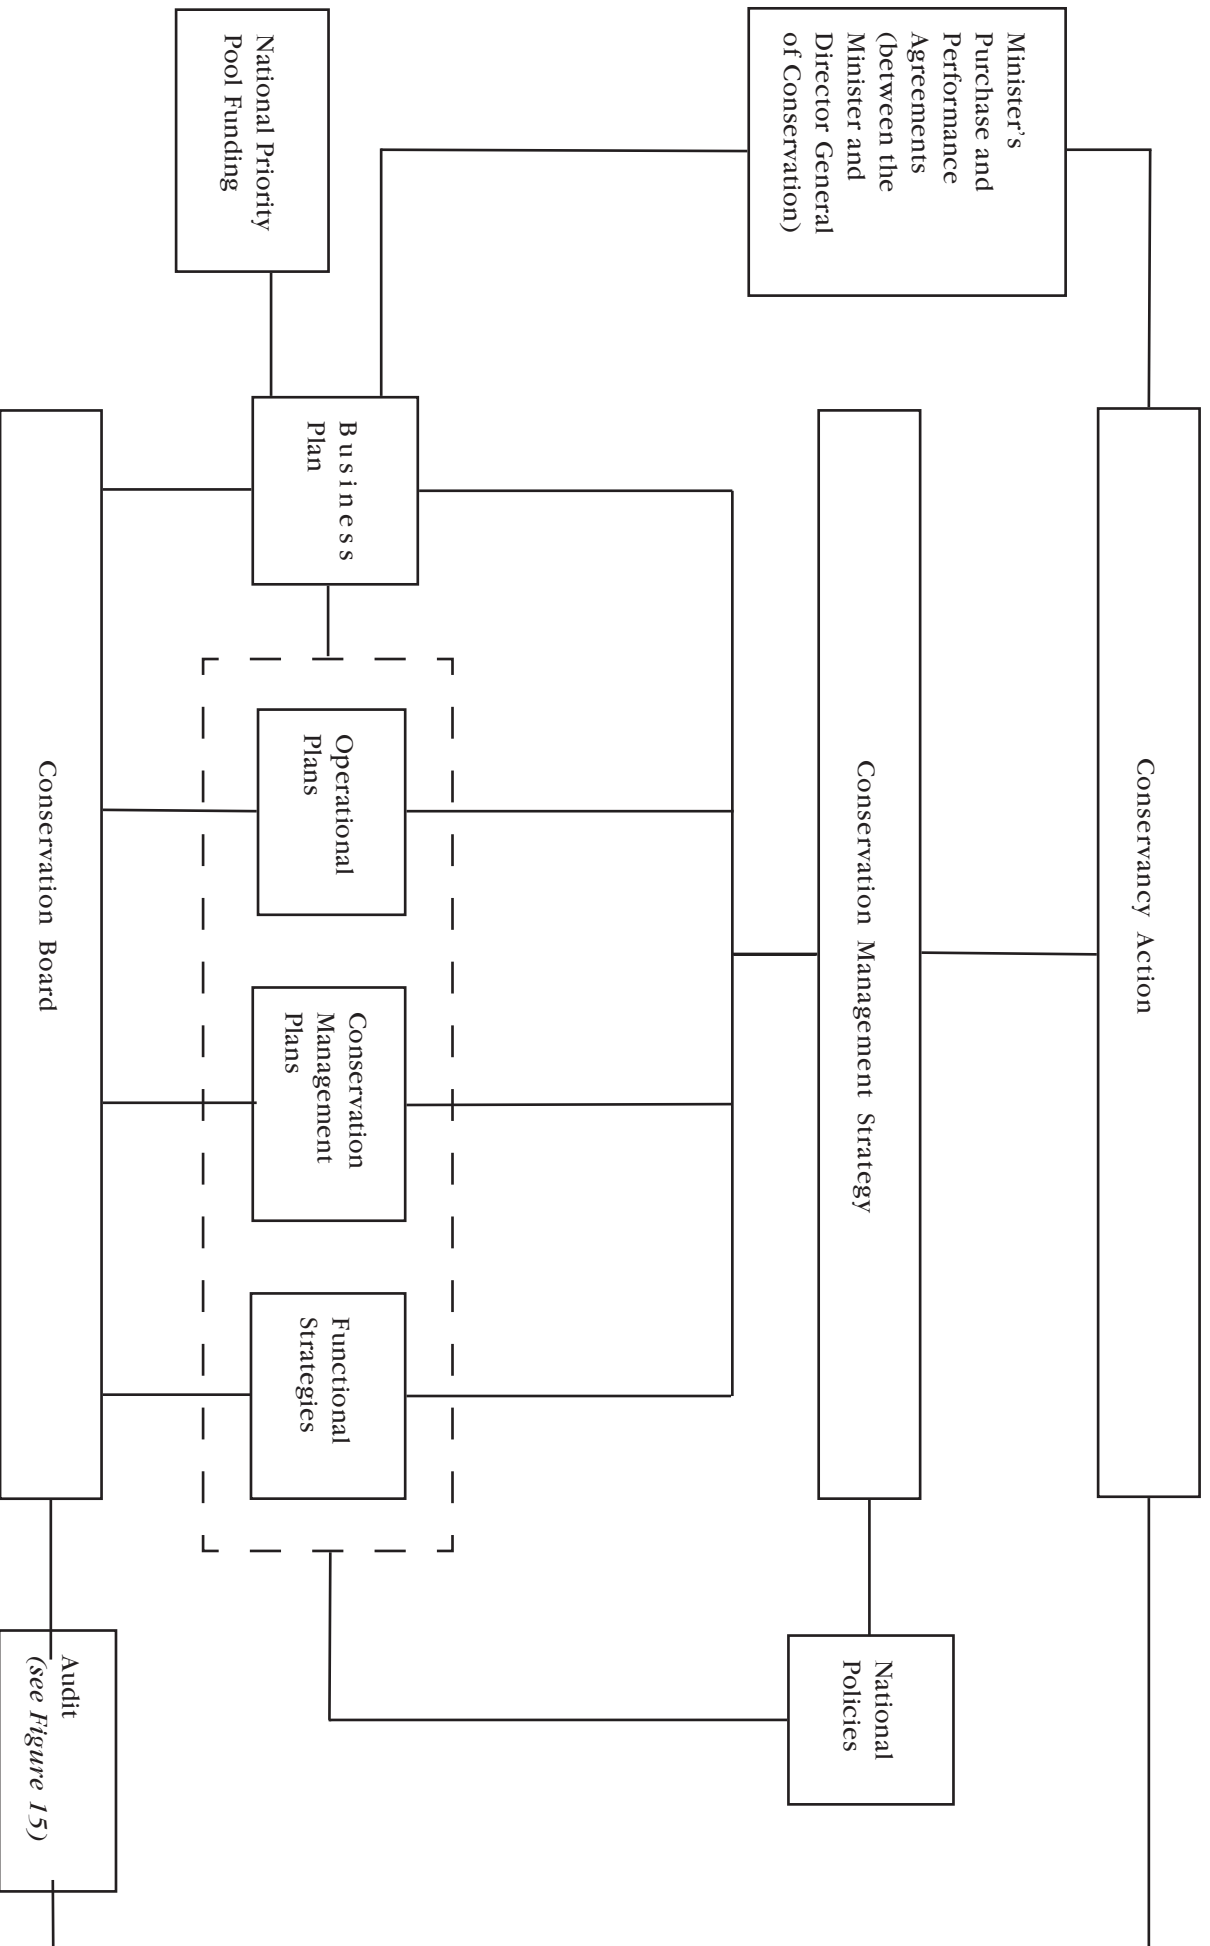 Conservancy Action
Minister's
Purchase and
Performance
Agreements
(between the
Minister and
Director General
of Conservation)
Conservation Management Strategy
National
Policies
National Priority
Pool Funding
Business
Plan
Operational
Plans
Conservation
Management
Plans
Functional
Strategies
Conservation Board
Audit
(see Figure 15)